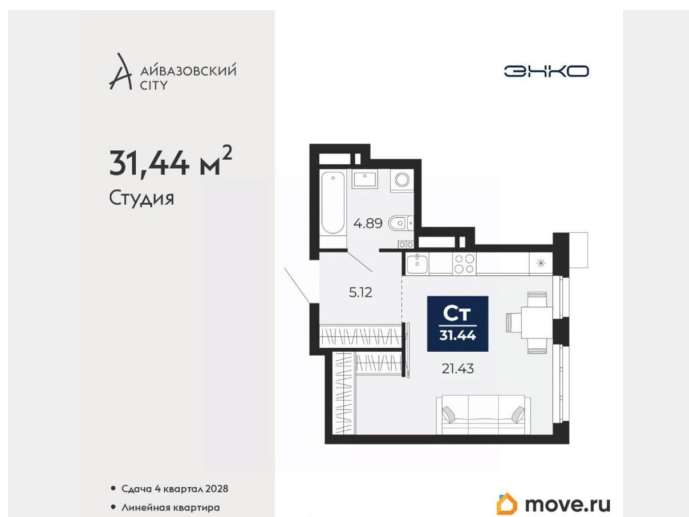 АЙВАЗОВСКИЙ
CITY
ЭНКО
31,44 м²
Студия
4.89
5.12
Ст
31.44
21.43
• Сдача 4 квартал 2028
• Линейная квартира
move.ru